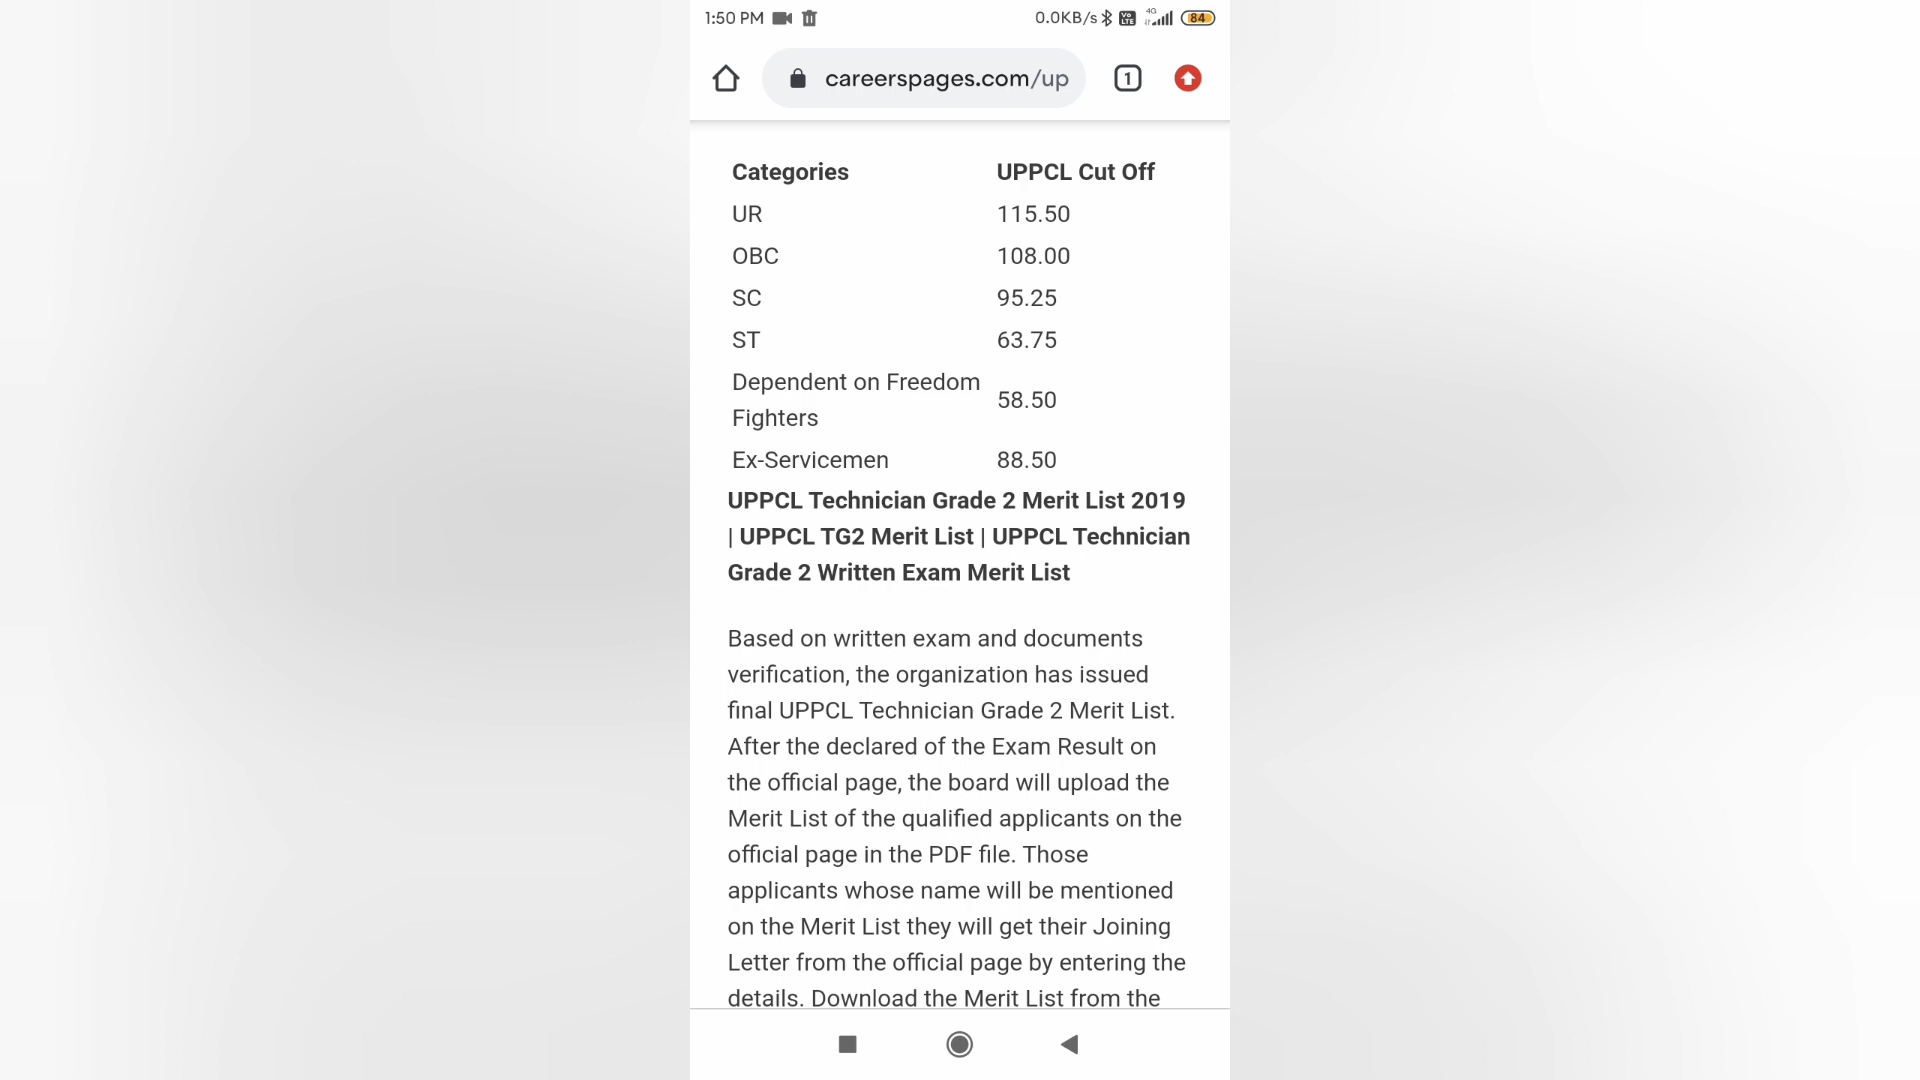 1:50 PM 0.0KB/s Vo LTE 4G 84
careerspages.com/up 1
Categories UPPCL Cut Off
UR 115.50
OBC 108.00
SC 95.25
ST 63.75
Dependent on Freedom
Fighters 58.50
Ex-Servicemen 88.50
UPPCL Technician Grade 2 Merit List 2019
| UPPCL TG2 Merit List | UPPCL Technician
Grade 2 Written Exam Merit List
Based on written exam and documents
verification, the organization has issued
final UPPCL Technician Grade 2 Merit List.
After the declared of the Exam Result on
the official page, the board will upload the
Merit List of the qualified applicants on the
official page in the PDF file. Those
applicants whose name will be mentioned
on the Merit List they will get their Joining
Letter from the official page by entering the
details. Download the Merit List from the